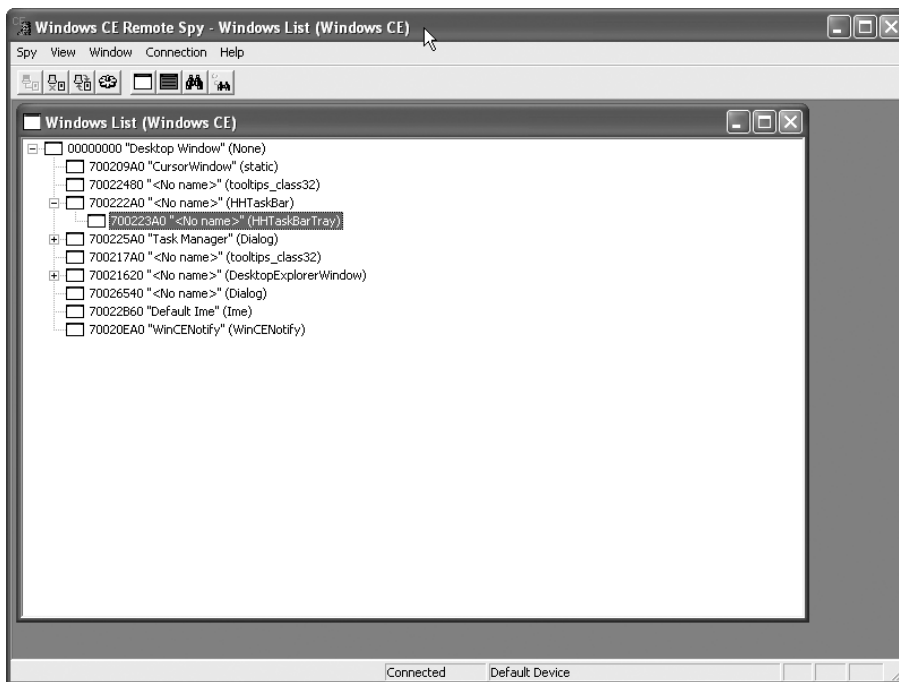 Windows CE Remote Spy - Windows List (Windows CE)
Spy View Window Connection Help
Windows List (Windows CE)
00000000 "Desktop Window" (None)
700209A0 "CursorWindow" (static)
70022480 "<No name>" (tooltips_class32)
700222A0 "<No name>" (HHTaskBar)
700223A0 "<No name>" (HHTaskBarTray)
700225A0 "Task Manager" (Dialog)
700217A0 "<No name>" (tooltips_class32)
70021620 "<No name>" (DesktopExplorerWindow)
70026540 "<No name>" (Dialog)
70022B60 "Default Ime" (Ime)
70020EA0 "WinCENotify" (WinCENotify)
Connected Default Device